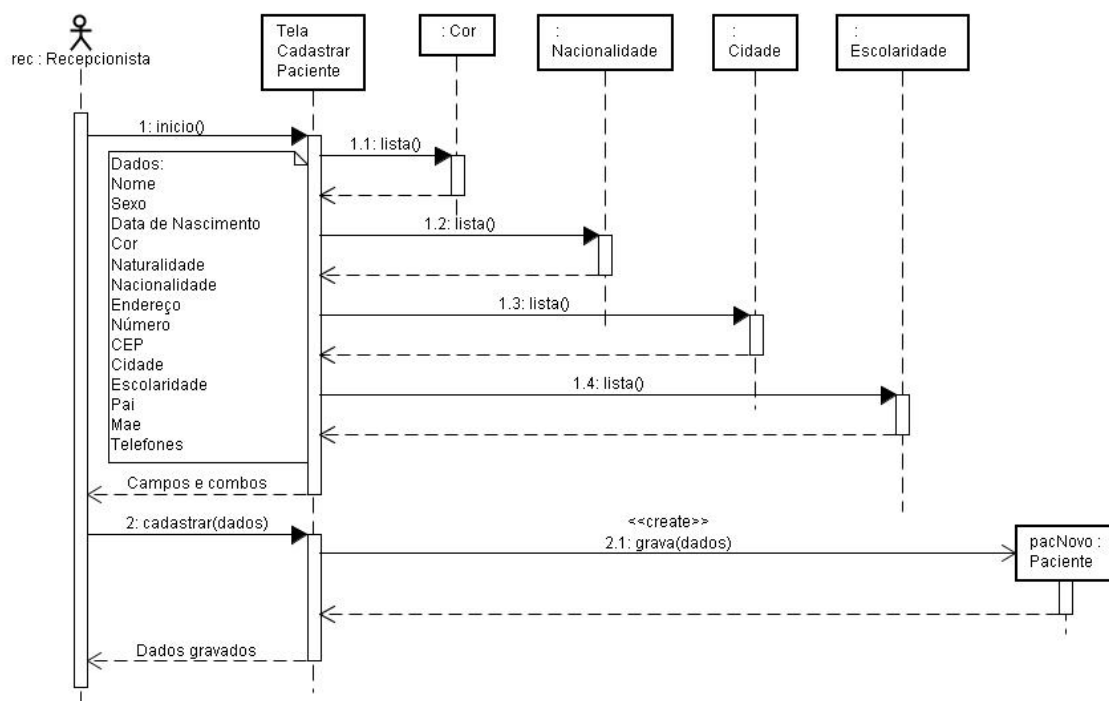 rec : Recepcionista
Tela
Cadastrar
Paciente
: Cor
:
Nacionalidade
:
Cidade
:
Escolaridade
1: inicio()
1.1: lista()
Dados:
Nome
Sexo
Data de Nascimento
Cor
Naturalidade
Nacionalidade
Endereço
Número
CEP
Cidade
Escolaridade
Pai
Mae
Telefones
1.2: lista()
1.3: lista()
1.4: lista()
Campos e combos
2: cadastrar(dados)
<<create>>
2.1: grava(dados)
pacNovo :
Paciente
Dados gravados